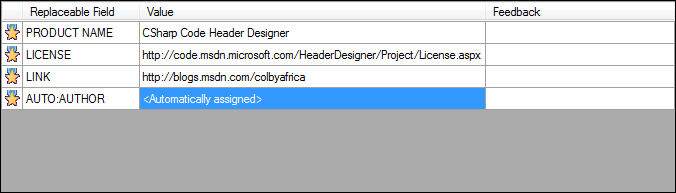 Replaceable Field Value Feedback
PRODUCT NAME CSharp Code Header Designer
LICENSE http://code.msdn.microsoft.com/HeaderDesigner/Project/License.aspx
LINK http://blogs.msdn.com/colbyafrica
AUTO:AUTHOR <Automatically assigned>